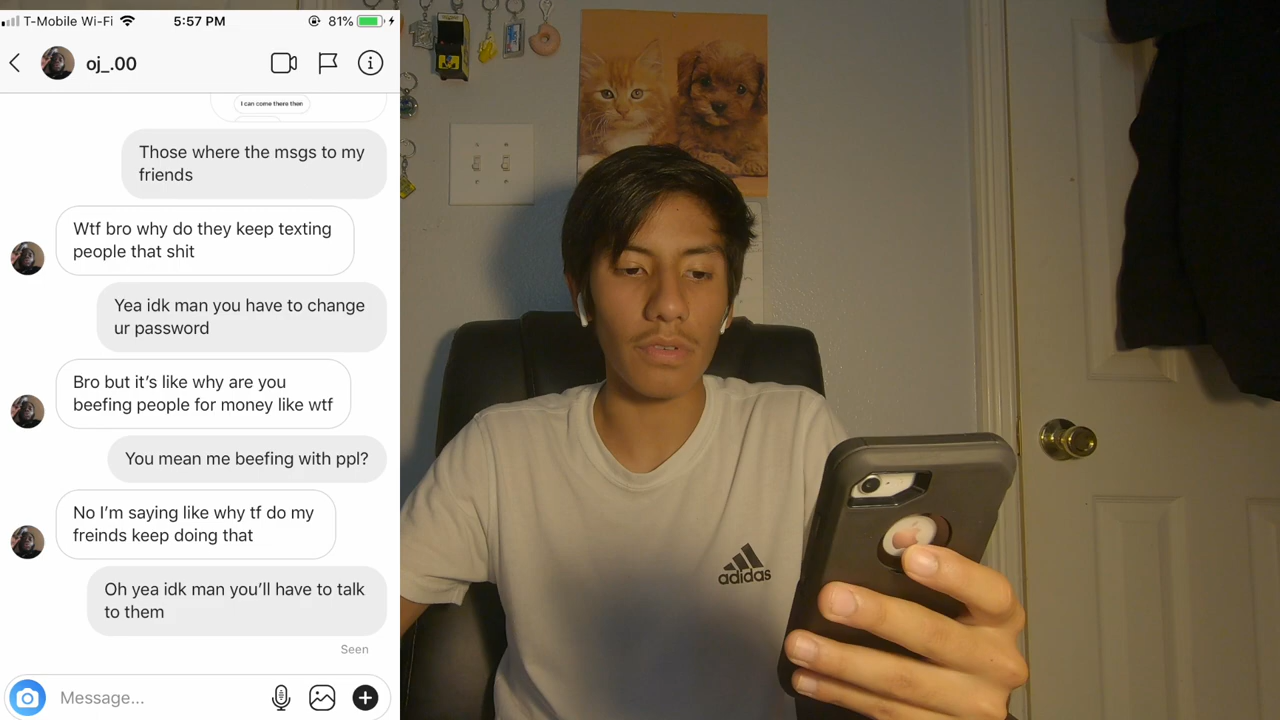 T-Mobile Wi-Fi 5:57 PM 81%
oj_.00
I can come there then
Those where the msgs to my
friends
Wtf bro why do they keep texting
people that shit
Yea idk man you have to change
ur password
Bro but it’s like why are you
beefing people for money like wtf
You mean me beefing with ppl?
No I’m saying like why tf do my
freinds keep doing that
Oh yea idk man you’ll have to talk
to them
Seen
Message...
adidas